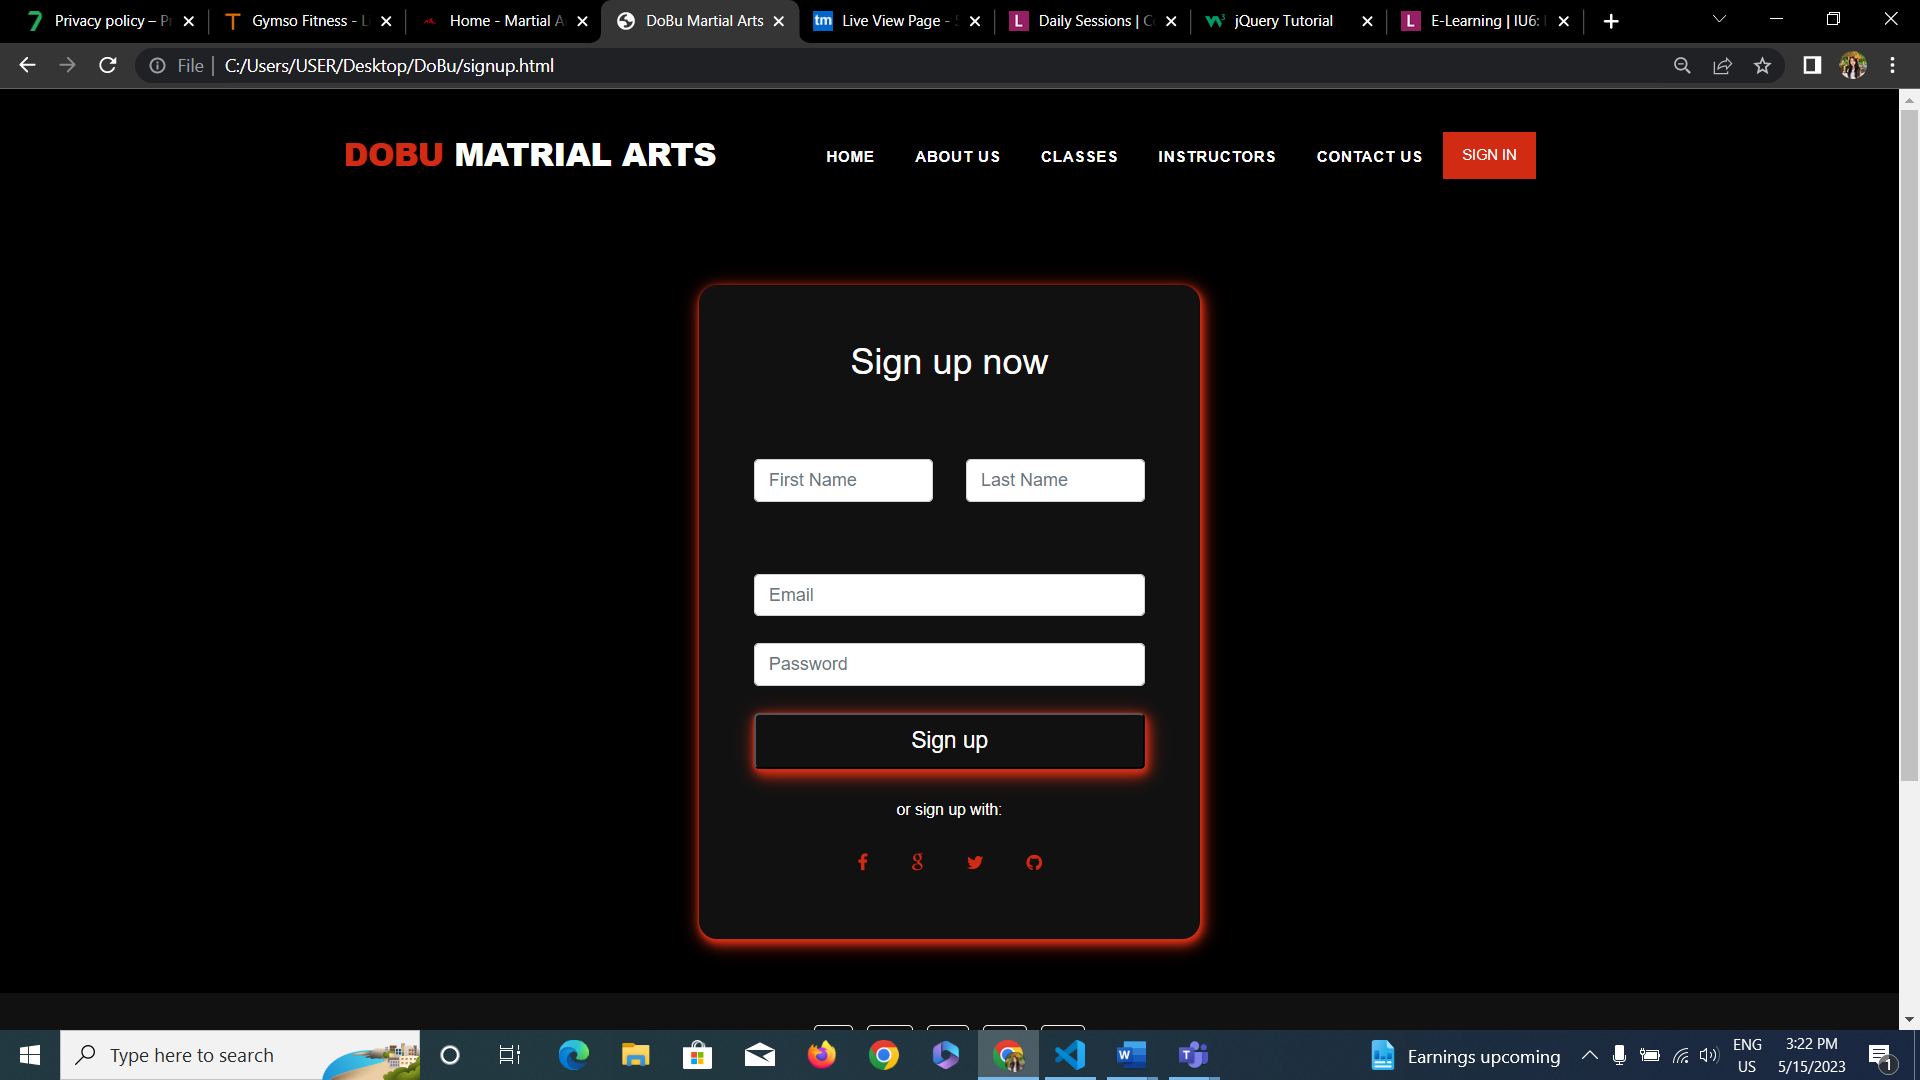 Privacy policy – P
Gymso Fitness - Li
Home - Martial A
DoBu Martial Arts
tm Live View Page -
L Daily Sessions | C
jQuery Tutorial
L E-Learning | IU6:
File C:/Users/USER/Desktop/DoBu/signup.html
DOBU MATRIAL ARTS
HOME ABOUT US CLASSES INSTRUCTORS CONTACT US SIGN IN
Sign up now
First Name Last Name
Email
Password
Sign up
or sign up with:
Type here to search
Earnings upcoming
ENG
US
3:22 PM
5/15/2023
1